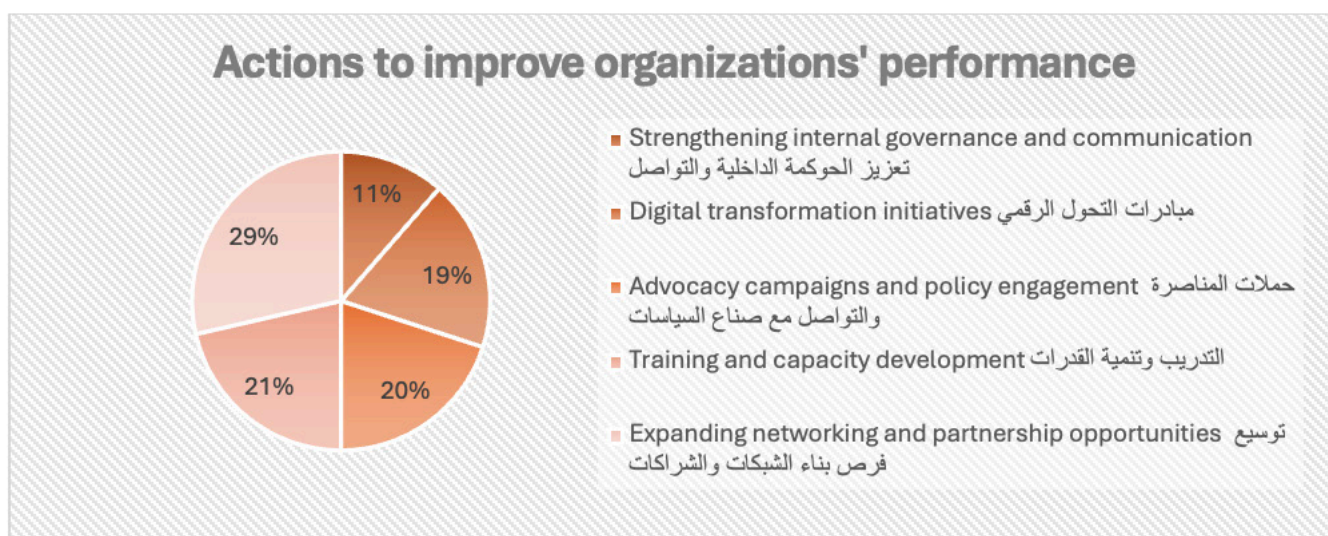 Actions to improve organizations' performance
11%
19%
20%
21%
29%
Strengthening internal governance and communication
تعزيز الحوكمة الداخلية والتواصل
Digital transformation initiatives مبادرات التحول الرقمي
Advocacy campaigns and policy engagement حملات المناصرة
والتواصل مع صناع السياسات
Training and capacity development التدريب وتنمية القدرات
Expanding networking and partnership opportunities توسيع
فرص بناء الشبكات والشراكات